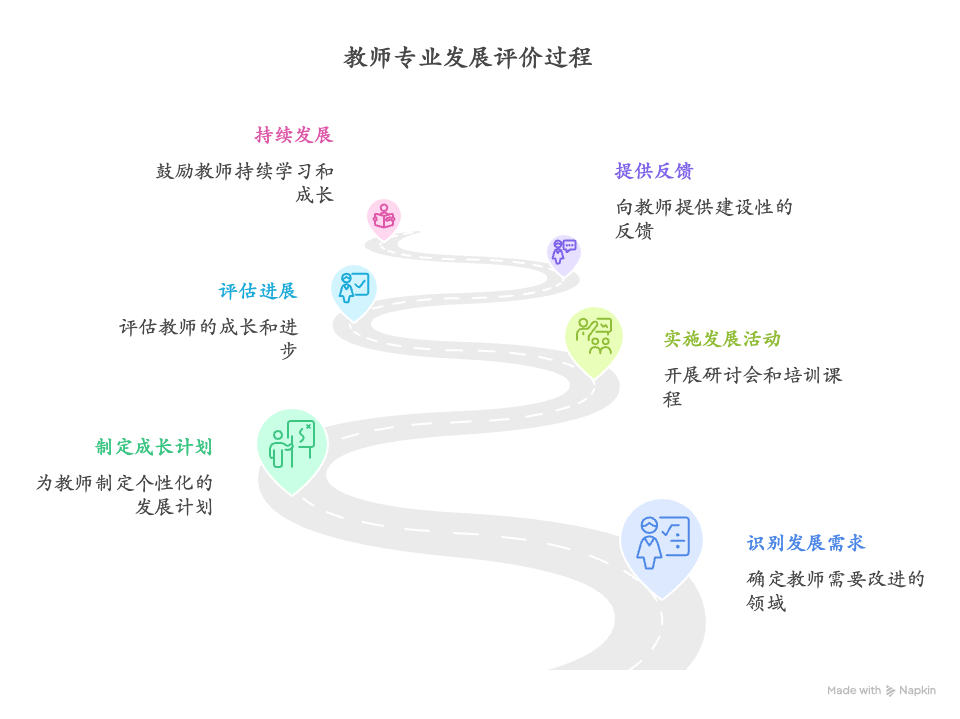 教师专业发展评价过程
持续发展
鼓励教师持续学习和
成长
提供反馈
向教师提供建设性的
反馈
评估进展
评估教师的成长和进
步
实施发展活动
开展研讨会和培训课
程
制定成长计划
为教师制定个性化的
发展计划
识别发展需求
确定教师需要改进的
领域
Made with Napkin